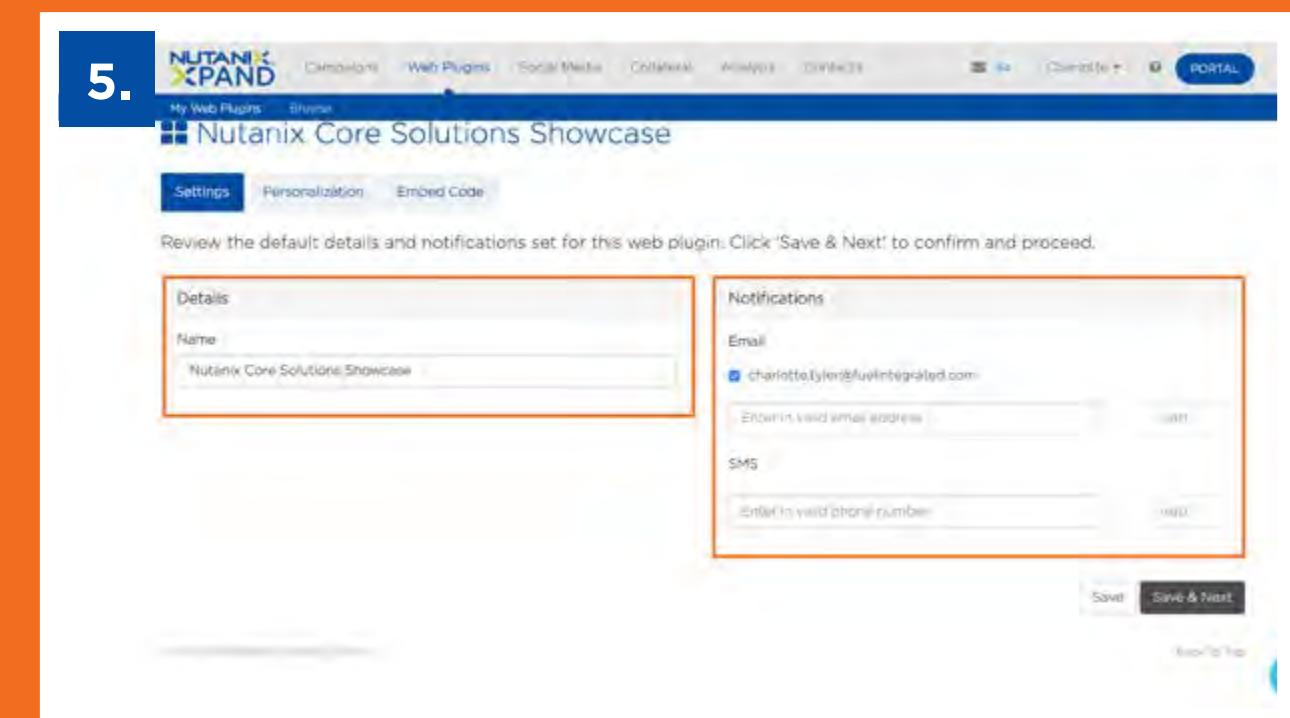 5.
NUTANIX
XPAND
Campaigns Web Plugins Social Media Collateral Analytics Contacts Charlotte PORTAL
My Web Plugins Browse
Nutanix Core Solutions Showcase
Settings Personalization Embed Code
Review the default details and notifications set for this web plugin. Click 'Save & Next' to confirm and proceed.
Details
Name
Nutanix Core Solutions Showcase
Notifications
Email
charlotte.tyler@fuelintegrated.com
Enter in valid email address
SMS
Enter in valid phone number
Save Save & Next
Back To Top